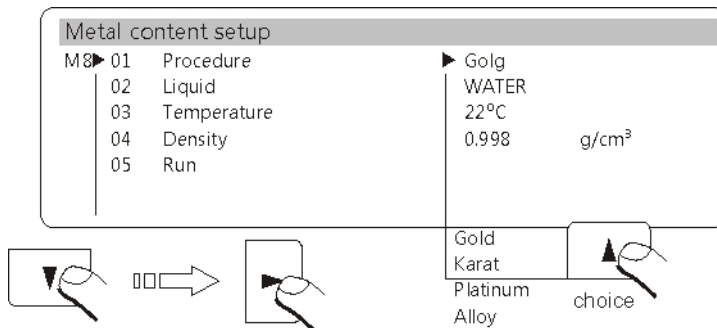 Metal content setup
M8 01 Procedure Golg
02 Liquid WATER
03 Temperature 22°C
04 Density 0.998 g/cm³
05 Run
Gold
Karat
Platinum
Alloy
choice